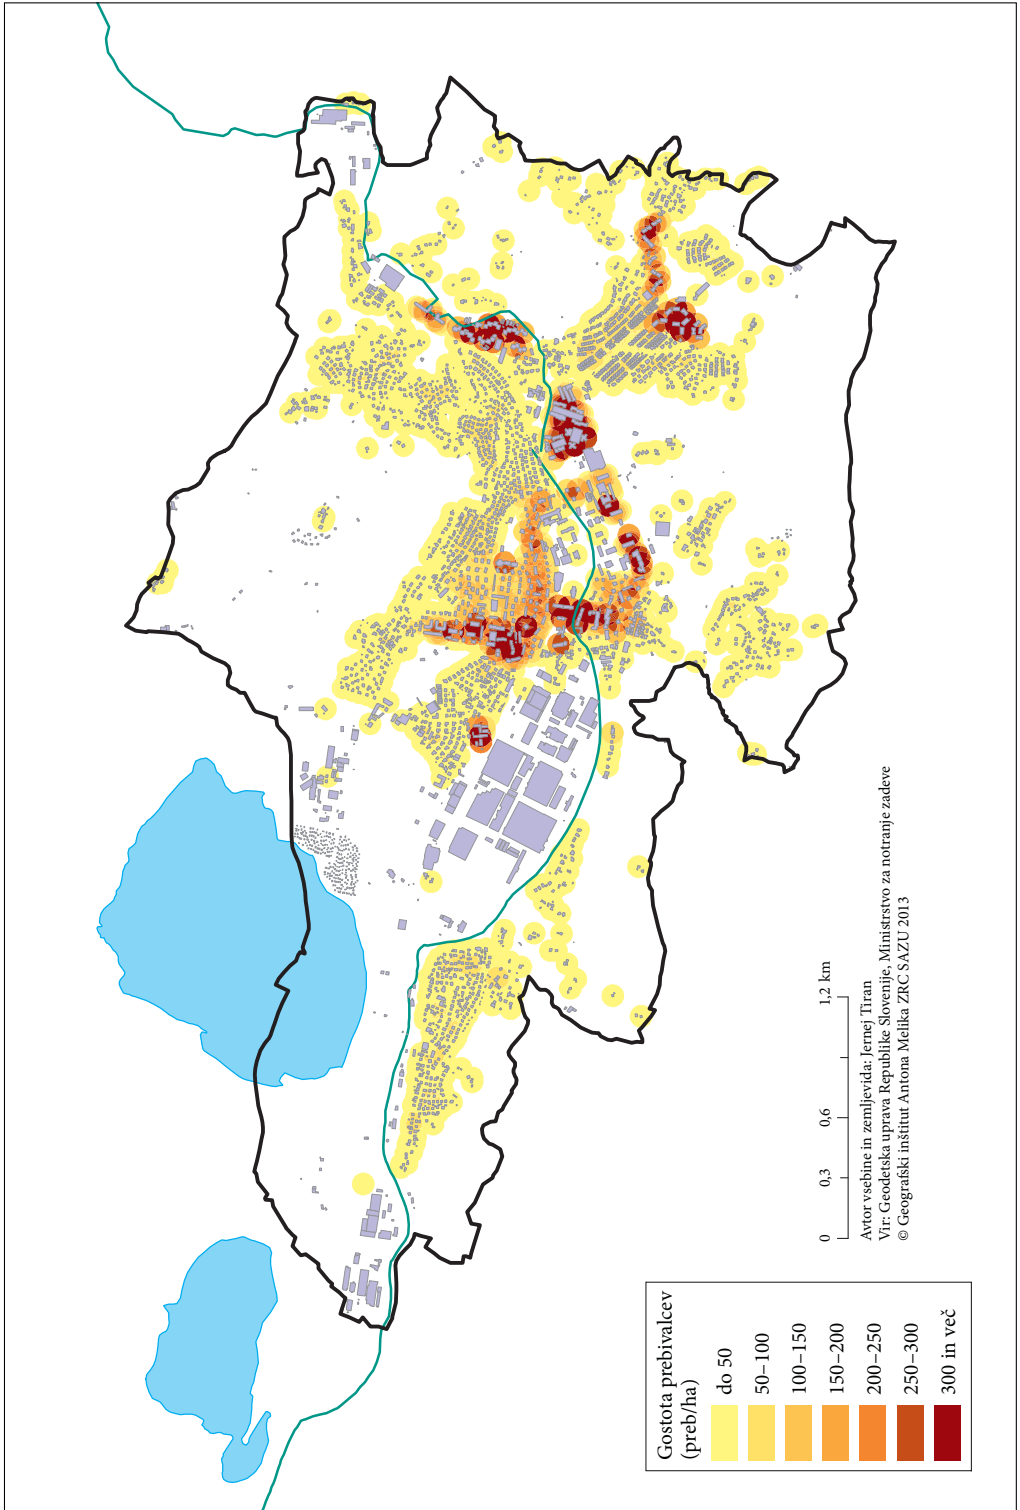 Gostota prebivalcev
(preb/ha)
do 50
50–100
100–150
150–200
200–250
250–300
300 in več
0 0,3 0,6 1,2 km
Avtor vsebine in zemljevida: Jernej Tiran
Vir: Geodetska uprava Republike Slovenije, Ministrstvo za notranje zadeve
© Geografski inštitut Antona Melika ZRC SAZU 2013